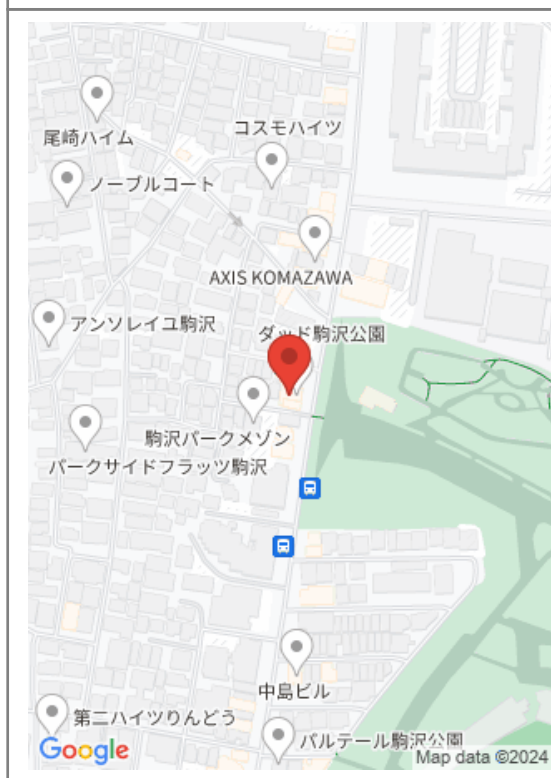 尾崎ハイム
コスモハイツ
ノーブルコート
AXIS KOMAZAWA
アンソレイユ駒沢
ダッド駒沢公園
駒沢パークメゾン
パークサイドフラッツ駒沢
中島ビル
第二ハイツりんどう
パルテール駒沢公園
Google
Map data ©2024